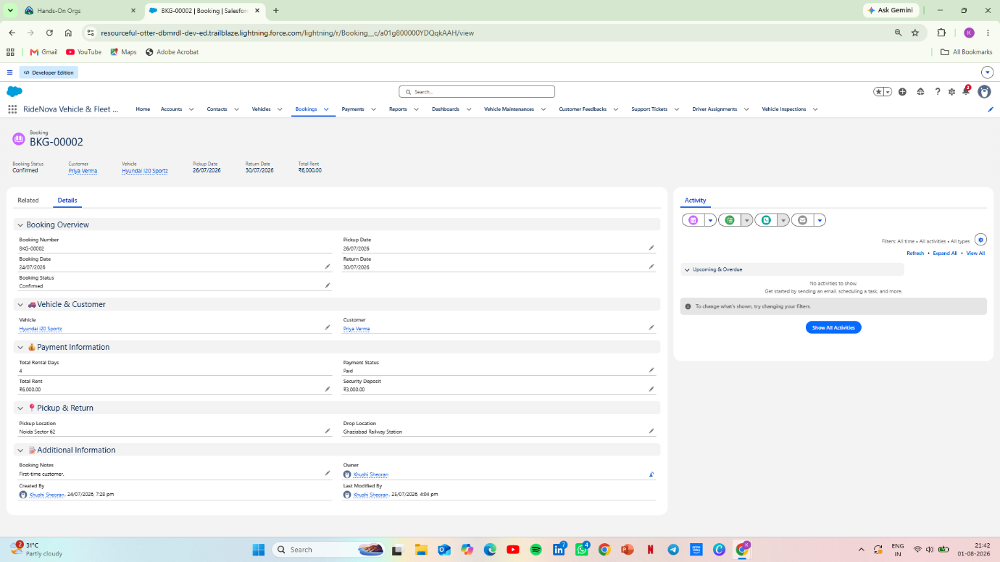 Hands-On Orgs
BKG-00002 | Booking | Salesfor
Ask Gemini
resourceful-otter-dbmrdl-dev-ed.trailblaze.lightning.force.com/lightning/r/Booking__c/a01g800000YDQqkAAH/view
K
Gmail
YouTube
Maps
Adobe Acrobat
All Bookmarks
Developer Edition
Search...
2
RideNova Vehicle & Fleet ...
Home
Accounts
Contacts
Vehicles
Bookings
Payments
Reports
Dashboards
Vehicle Maintenances
Customer Feedbacks
Support Tickets
Driver Assignments
Vehicle Inspections
Booking
BKG-00002
Booking Status
Confirmed
Customer
Priya Verma
Vehicle
Hyundai i20 Sportz
Pickup Date
26/07/2026
Return Date
30/07/2026
Total Rent
₹6,000.00
Related
Details
Booking Overview
Booking Number
BKG-00002
Pickup Date
26/07/2026
Booking Date
24/07/2026
Return Date
30/07/2026
Booking Status
Confirmed
🚗Vehicle & Customer
Vehicle
Hyundai i20 Sportz
Customer
Priya Verma
💰Payment Information
Total Rental Days
4
Payment Status
Paid
Total Rent
₹6,000.00
Security Deposit
₹3,000.00
📍Pickup & Return
Pickup Location
Noida Sector 62
Drop Location
Ghaziabad Railway Station
📝Additional Information
Booking Notes
First-time customer.
Owner
Khushi Sheoran
Created By
Khushi Sheoran, 24/07/2026, 7:28 pm
Last Modified By
Khushi Sheoran, 25/07/2026, 4:04 pm
Activity
Filters: All time • All activities • All types
Refresh • Expand All • View All
Upcoming & Overdue
No activities to show.
Get started by sending an email, scheduling a task, and more.
To change what's shown, try changing your filters.
Show All Activities
2
31°C
Partly cloudy
Search
7
4
K
ENG
IN
21:42
01-08-2026